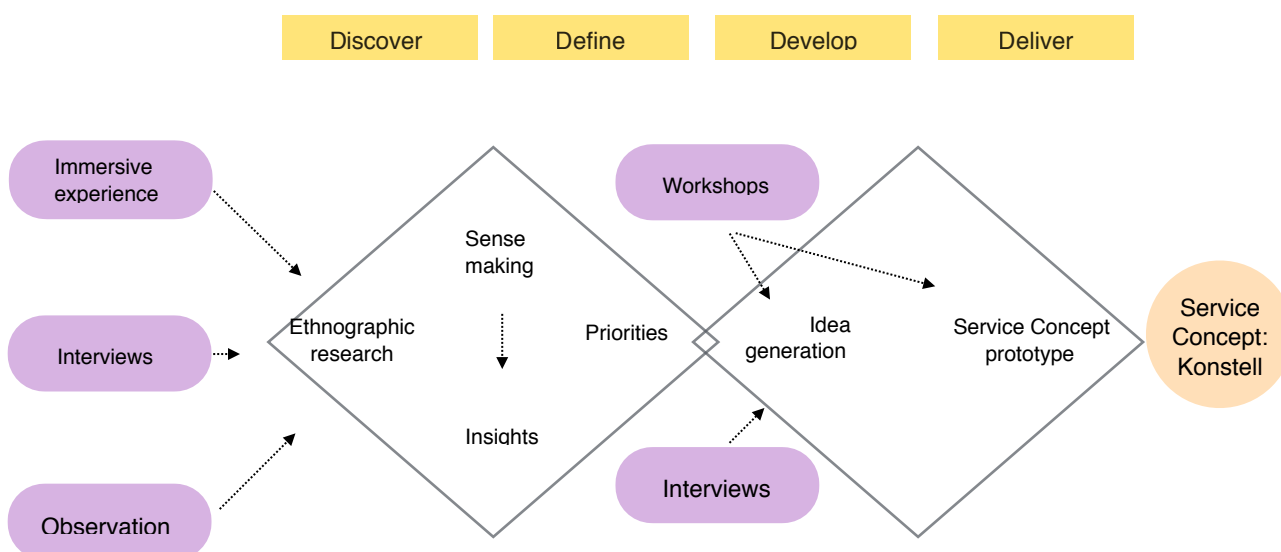 Discover
Define
Develop
Deliver
Immersive
experience
Workshops
Sense
making
Ethnographic
research
Priorities
Idea
generation
Service Concept
prototype
Service
Concept:
Konstell
Interviews
Insights
Interviews
Observation